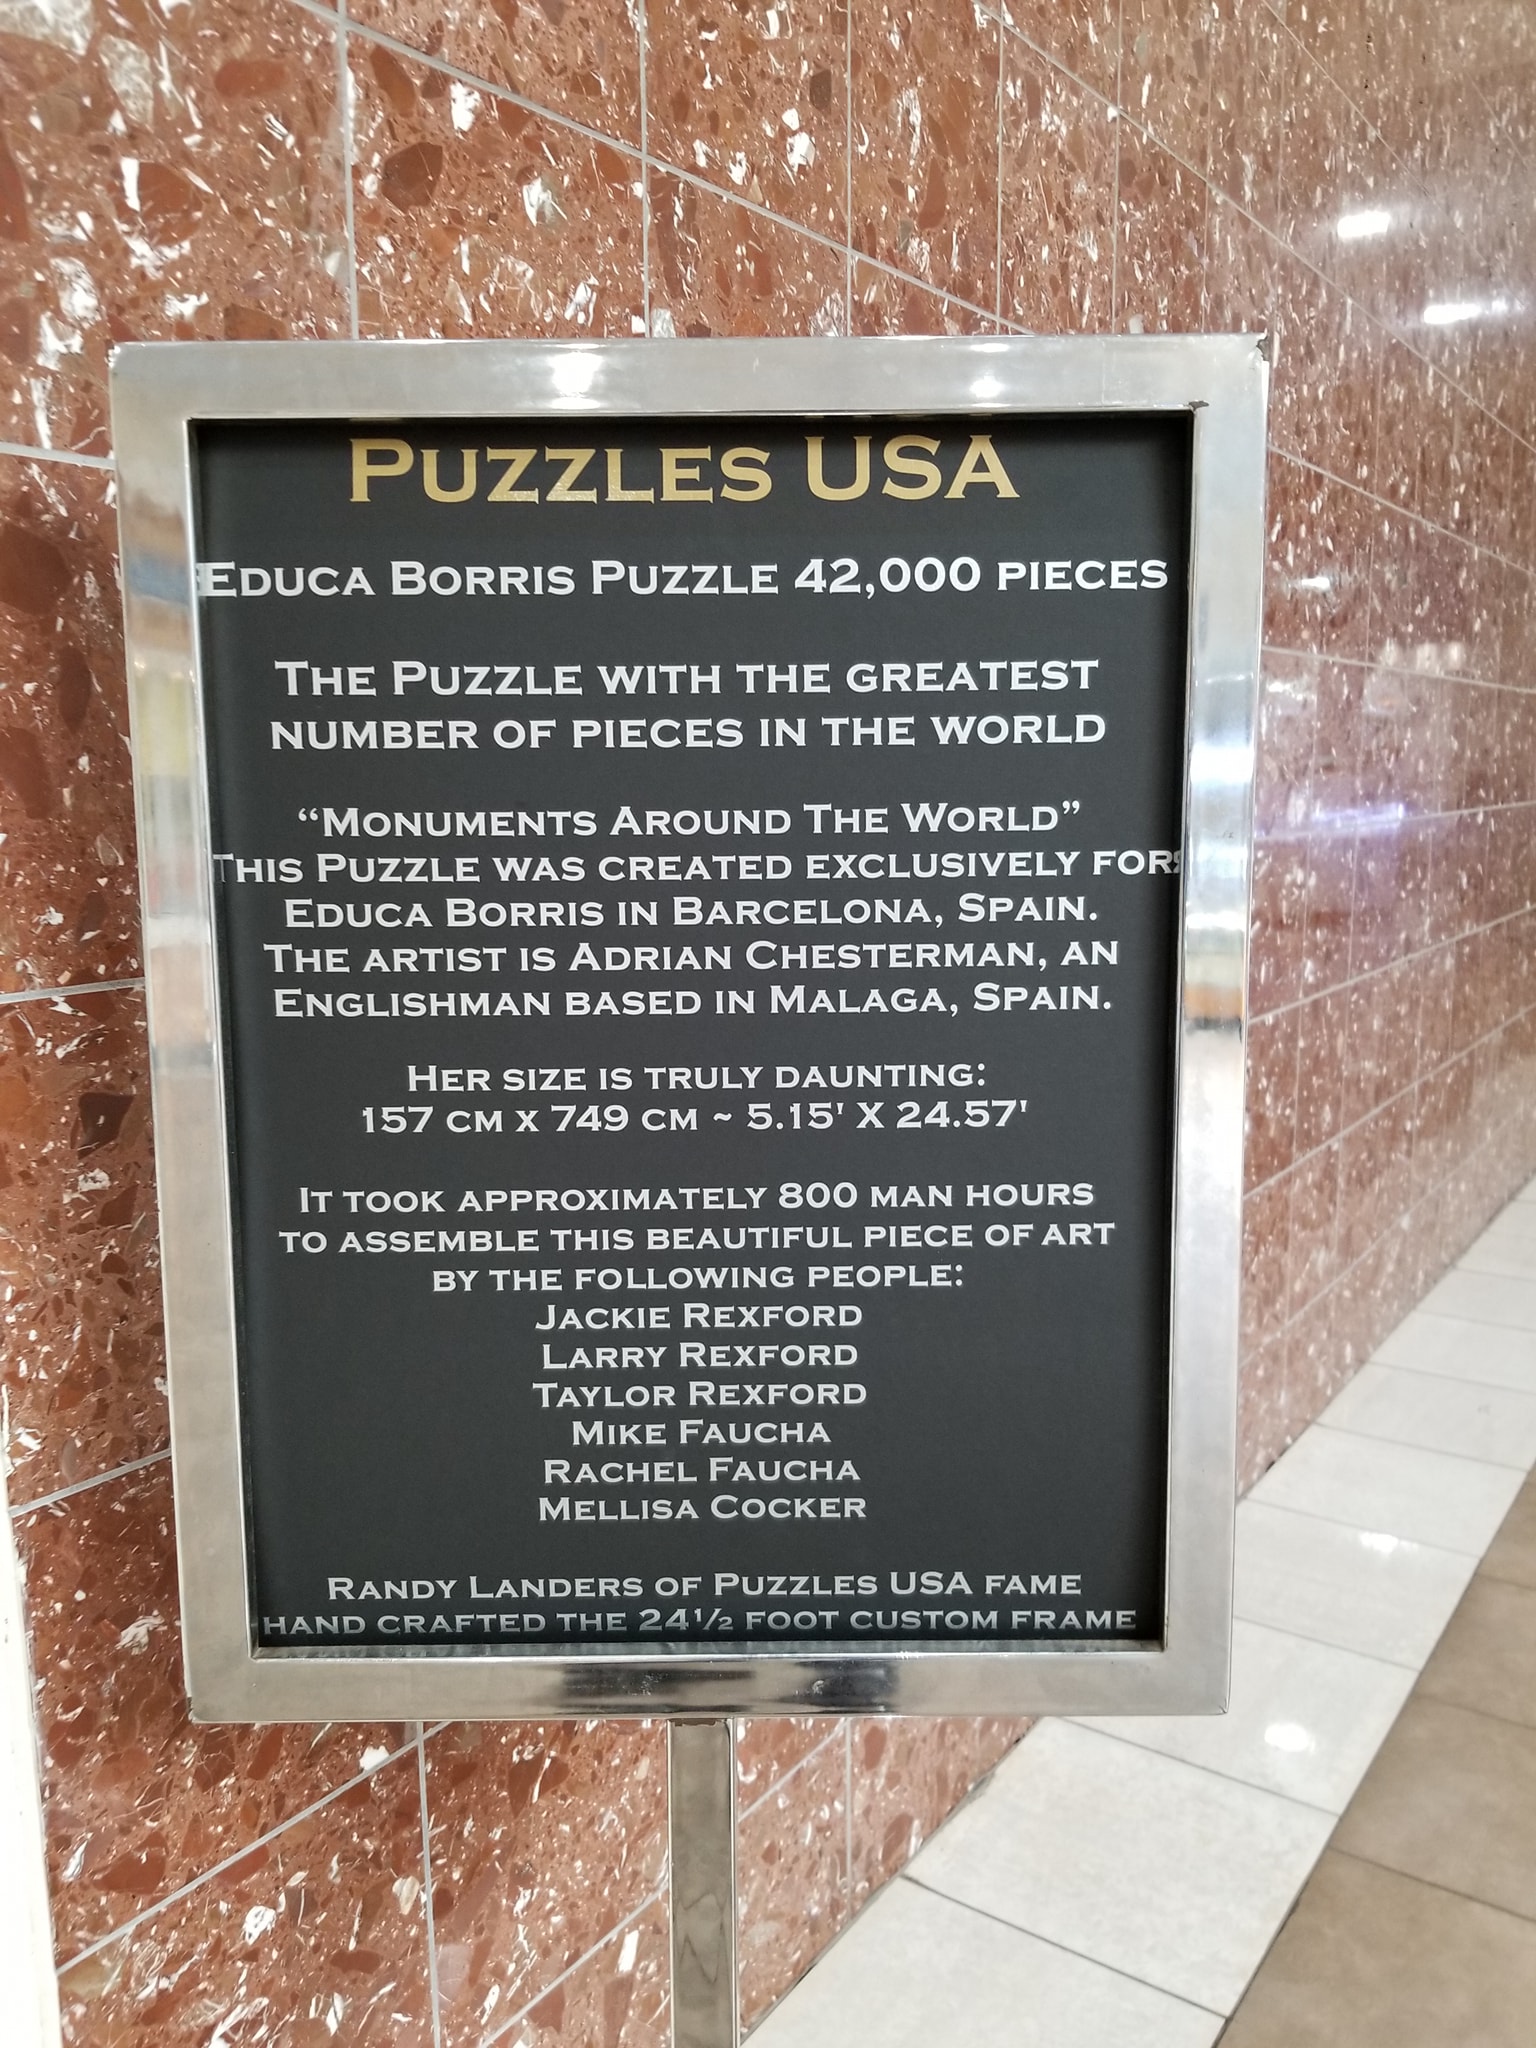 Puzzles USA
Educa Borris Puzzle 42,000 pieces
The Puzzle with the greatest
number of pieces in the world
“Monuments Around The World”
This Puzzle was created exclusively for
Educa Borris in Barcelona, Spain.
The artist is Adrian Chesterman, an
Englishman based in Malaga, Spain.
Her size is truly daunting:
157 cm x 749 cm ~ 5.15' X 24.57'
It took approximately 800 man hours
to assemble this beautiful piece of art
by the following people:
Jackie Rexford
Larry Rexford
Taylor Rexford
Mike Faucha
Rachel Faucha
Mellisa Cocker
Randy Landers of Puzzles USA fame
hand crafted the 24½ foot custom frame